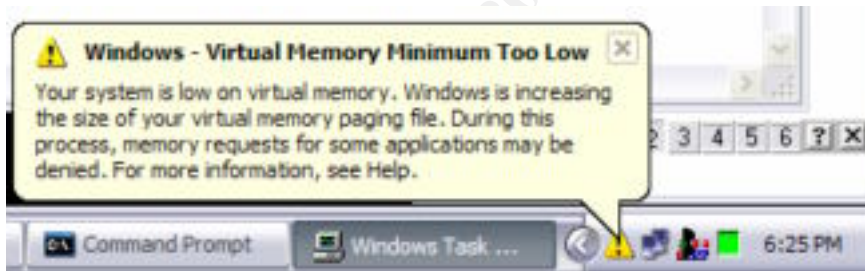 Windows - Virtual Memory Minimum Too Low
Your system is low on virtual memory. Windows is increasing
the size of your virtual memory paging file. During this
process, memory requests for some applications may be
denied. For more information, see Help.
2 3 4 5 6 ? X
Command Prompt
Windows Task ...
6:25 PM